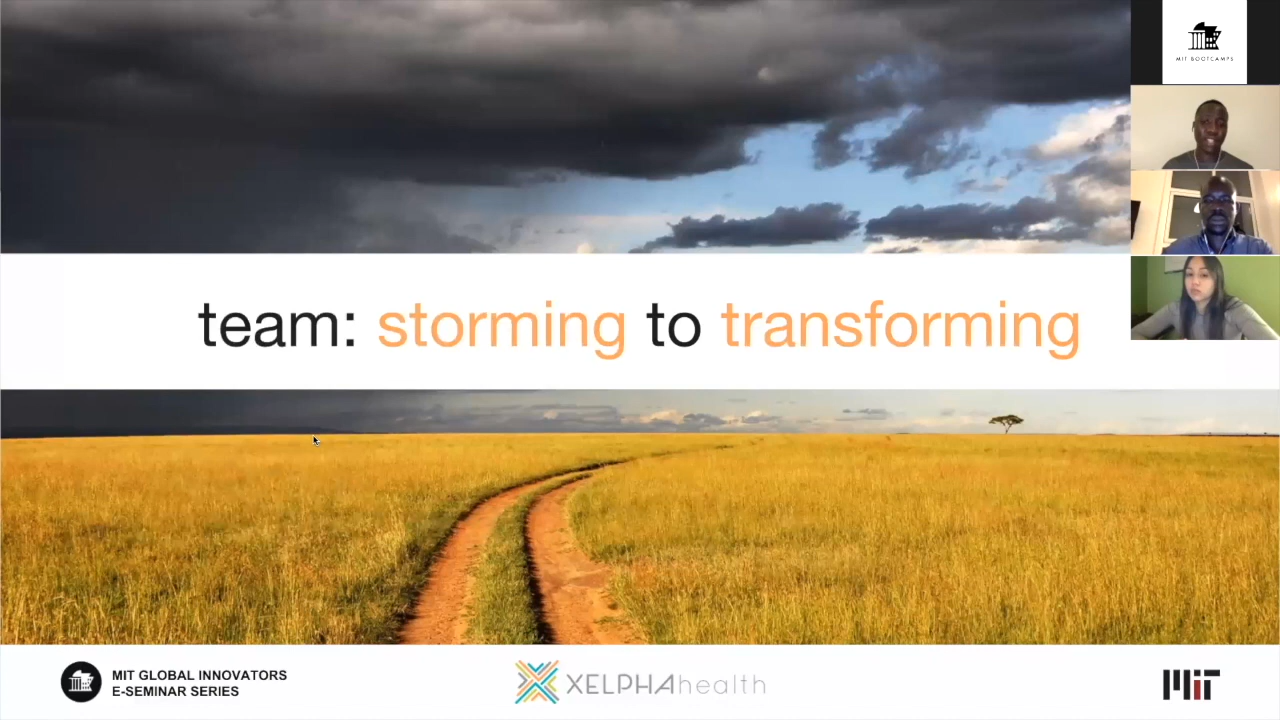 MIT BOOTCAMPS
team: storming to transforming
MIT GLOBAL INNOVATORS
E-SEMINAR SERIES
XELPHAhealth
MIT